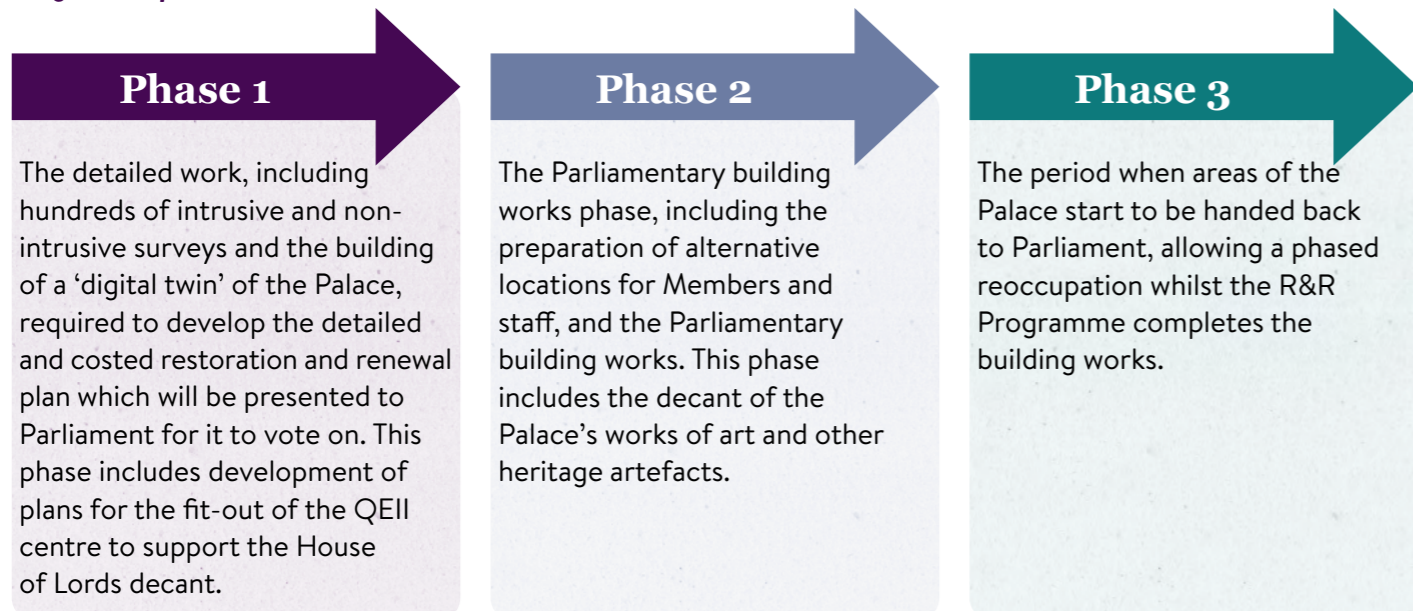 Phase 1
The detailed work, including
hundreds of intrusive and non-
intrusive surveys and the building
of a ‘digital twin’ of the Palace,
required to develop the detailed
and costed restoration and renewal
plan which will be presented to
Parliament for it to vote on. This
phase includes development of
plans for the fit-out of the QEII
centre to support the House
of Lords decant.
Phase 2
The Parliamentary building
works phase, including the
preparation of alternative
locations for Members and
staff, and the Parliamentary
building works. This phase
includes the decant of the
Palace’s works of art and other
heritage artefacts.
Phase 3
The period when areas of the
Palace start to be handed back
to Parliament, allowing a phased
reoccupation whilst the R&R
Programme completes the
building works.